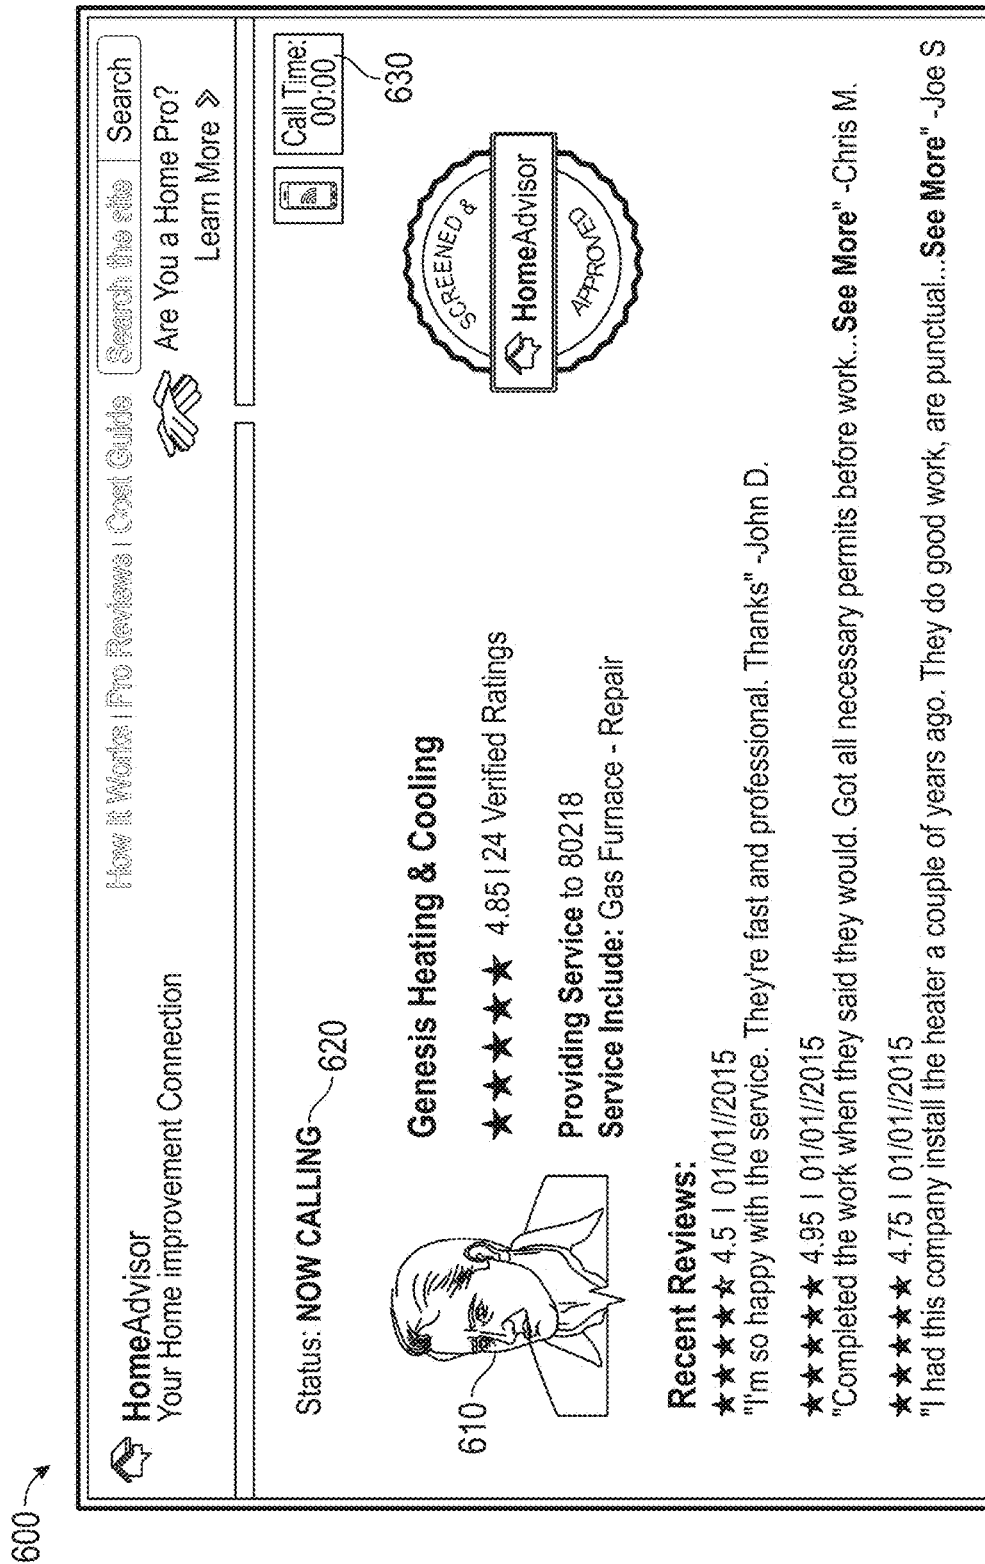 600
HomeAdvisor
Your Home improvement Connection
How It Works | Pro Reviews | Cost Guide
Search the site
Search
Are You a Home Pro?
Learn More »
Status: NOW CALLING
620
Call Time:
00:00
630
610
Genesis Heating & Cooling
★★★★★ 4.85 | 24 Verified Ratings
Providing Service to 80218
Service Include: Gas Furnace - Repair
SCREENED &
HomeAdvisor
APPROVED
Recent Reviews:
★★★★★ 4.5 | 01/01//2015
"I'm so happy with the service. They're fast and professional. Thanks" -John D.
★★★★★ 4.95 | 01/01//2015
"Completed the work when they said they would. Got all necessary permits before work...See More" -Chris M.
★★★★★ 4.75 | 01/01//2015
"I had this company install the heater a couple of years ago. They do good work, are punctual...See More" -Joe S